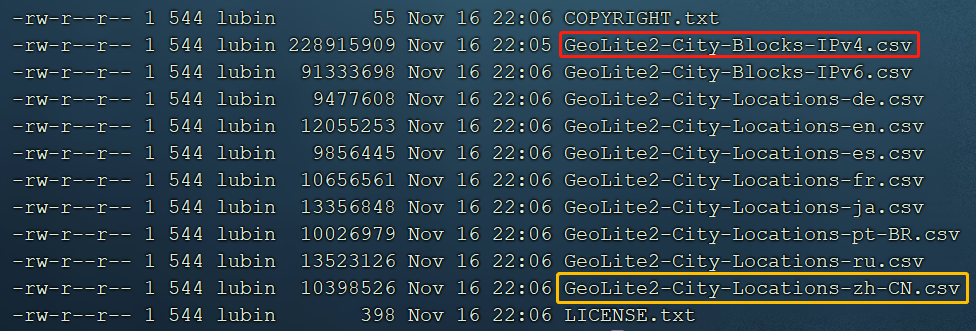 -rw-r--r-- 1 544 lubin 55 Nov 16 22:06 COPYRIGHT.txt
-rw-r--r-- 1 544 lubin 228915909 Nov 16 22:05 GeoLite2-City-Blocks-IPv4.csv
-rw-r--r-- 1 544 lubin 91333698 Nov 16 22:06 GeoLite2-City-Blocks-IPv6.csv
-rw-r--r-- 1 544 lubin 9477608 Nov 16 22:06 GeoLite2-City-Locations-de.csv
-rw-r--r-- 1 544 lubin 12055253 Nov 16 22:06 GeoLite2-City-Locations-en.csv
-rw-r--r-- 1 544 lubin 9856445 Nov 16 22:06 GeoLite2-City-Locations-es.csv
-rw-r--r-- 1 544 lubin 10656561 Nov 16 22:06 GeoLite2-City-Locations-fr.csv
-rw-r--r-- 1 544 lubin 13356848 Nov 16 22:06 GeoLite2-City-Locations-ja.csv
-rw-r--r-- 1 544 lubin 10026979 Nov 16 22:06 GeoLite2-City-Locations-pt-BR.csv
-rw-r--r-- 1 544 lubin 13523126 Nov 16 22:06 GeoLite2-City-Locations-ru.csv
-rw-r--r-- 1 544 lubin 10398526 Nov 16 22:06 GeoLite2-City-Locations-zh-CN.csv
-rw-r--r-- 1 544 lubin 398 Nov 16 22:06 LICENSE.txt